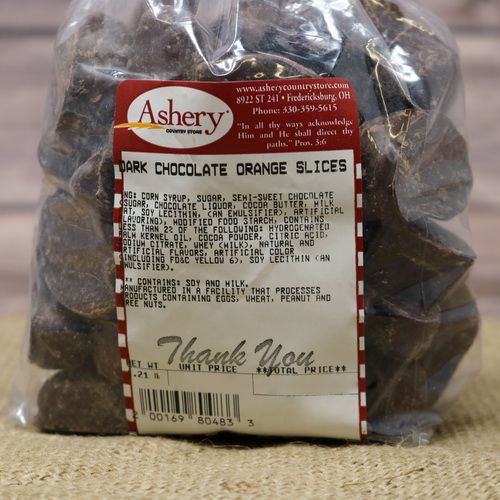 Ashery®
COUNTRY STORE
www.asherycountrystore.com
8922 ST 241 • Fredericksburg, OH
Phone: 330-359-5615
"In all thy ways acknowledge
Him and He shall direct thy
paths." Prov. 3:6
DARK CHOCOLATE ORANGE SLICES
ING: CORN SYRUP, SUGAR, SEMI-SWEET CHOCOLATE
(SUGAR, CHOCOLATE LIQUOR, COCOA BUTTER, MILK
FAT, SOY LECITHIN, (AN EMULSIFIER), ARTIFICIAL
FLAVORING), MODIFIED FOOD STARCH, CONTAINS
LESS THAN 2% OF THE FOLLOWING: HYDROGENATED
PALM KERNEL OIL, COCOA POWDER, CITRIC ACID,
SODIUM CITRATE, WHEY (MILK), NATURAL AND
ARTIFICIAL FLAVORS, ARTIFICIAL COLOR
(INCLUDING FD&C YELLOW 6), SOY LECITHIN (AN
EMULSIFIER).
*** CONTAINS: SOY AND MILK.
MANUFACTURED IN A FACILITY THAT PROCESSES
PRODUCTS CONTAINING EGGS, WHEAT, PEANUT AND
TREE NUTS.
Thank You
NET WT UNIT PRICE **TOTAL PRICE**
.21 lb
2 00169 80483 3